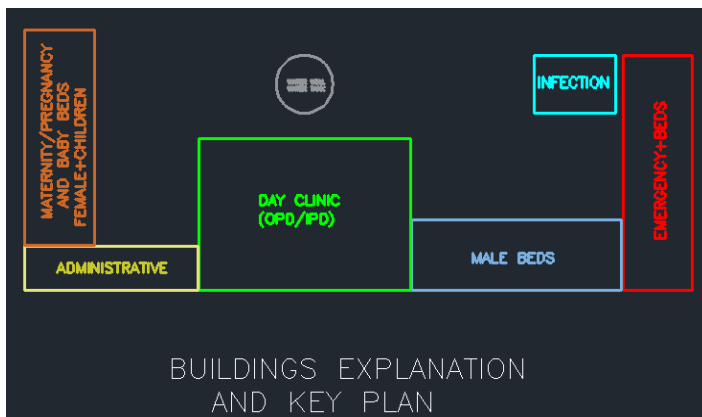 MATERNITY/PREGNANCY
AND BABY BEDS
FEMALE+CHILDREN
INFECTION
EMERGENCY+BEDS
DAY CLINIC
(OPD/IPD)
ADMINISTRATIVE
MALE BEDS
BUILDINGS EXPLANATION
AND KEY PLAN